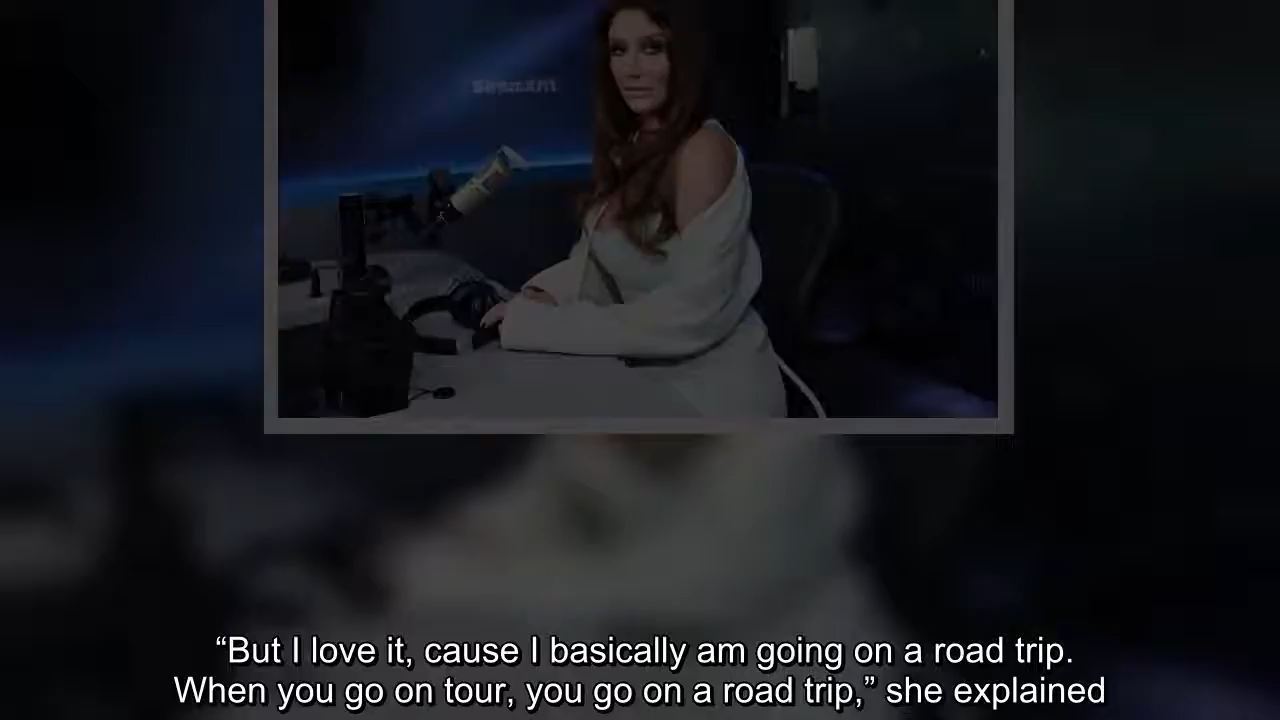 SiriusXM
“But I love it, cause I basically am going on a road trip.
When you go on tour, you go on a road trip,” she explained